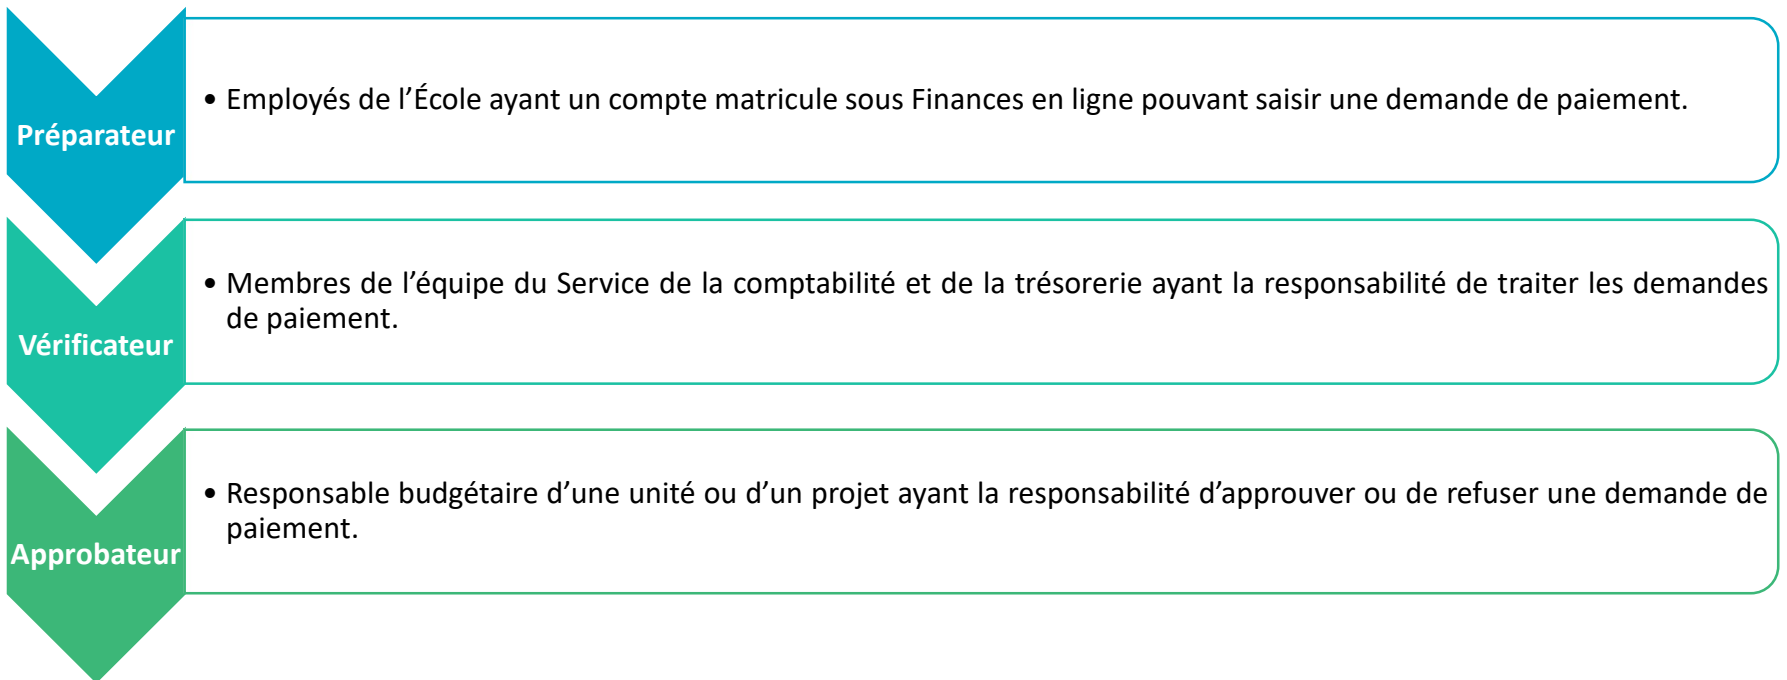 Préparateur
• Employés de l’École ayant un compte matricule sous Finances en ligne pouvant saisir une demande de paiement.
Vérificateur
• Membres de l’équipe du Service de la comptabilité et de la trésorerie ayant la responsabilité de traiter les demandes
de paiement.
Approbateur
• Responsable budgétaire d’une unité ou d’un projet ayant la responsabilité d’approuver ou de refuser une demande de
paiement.